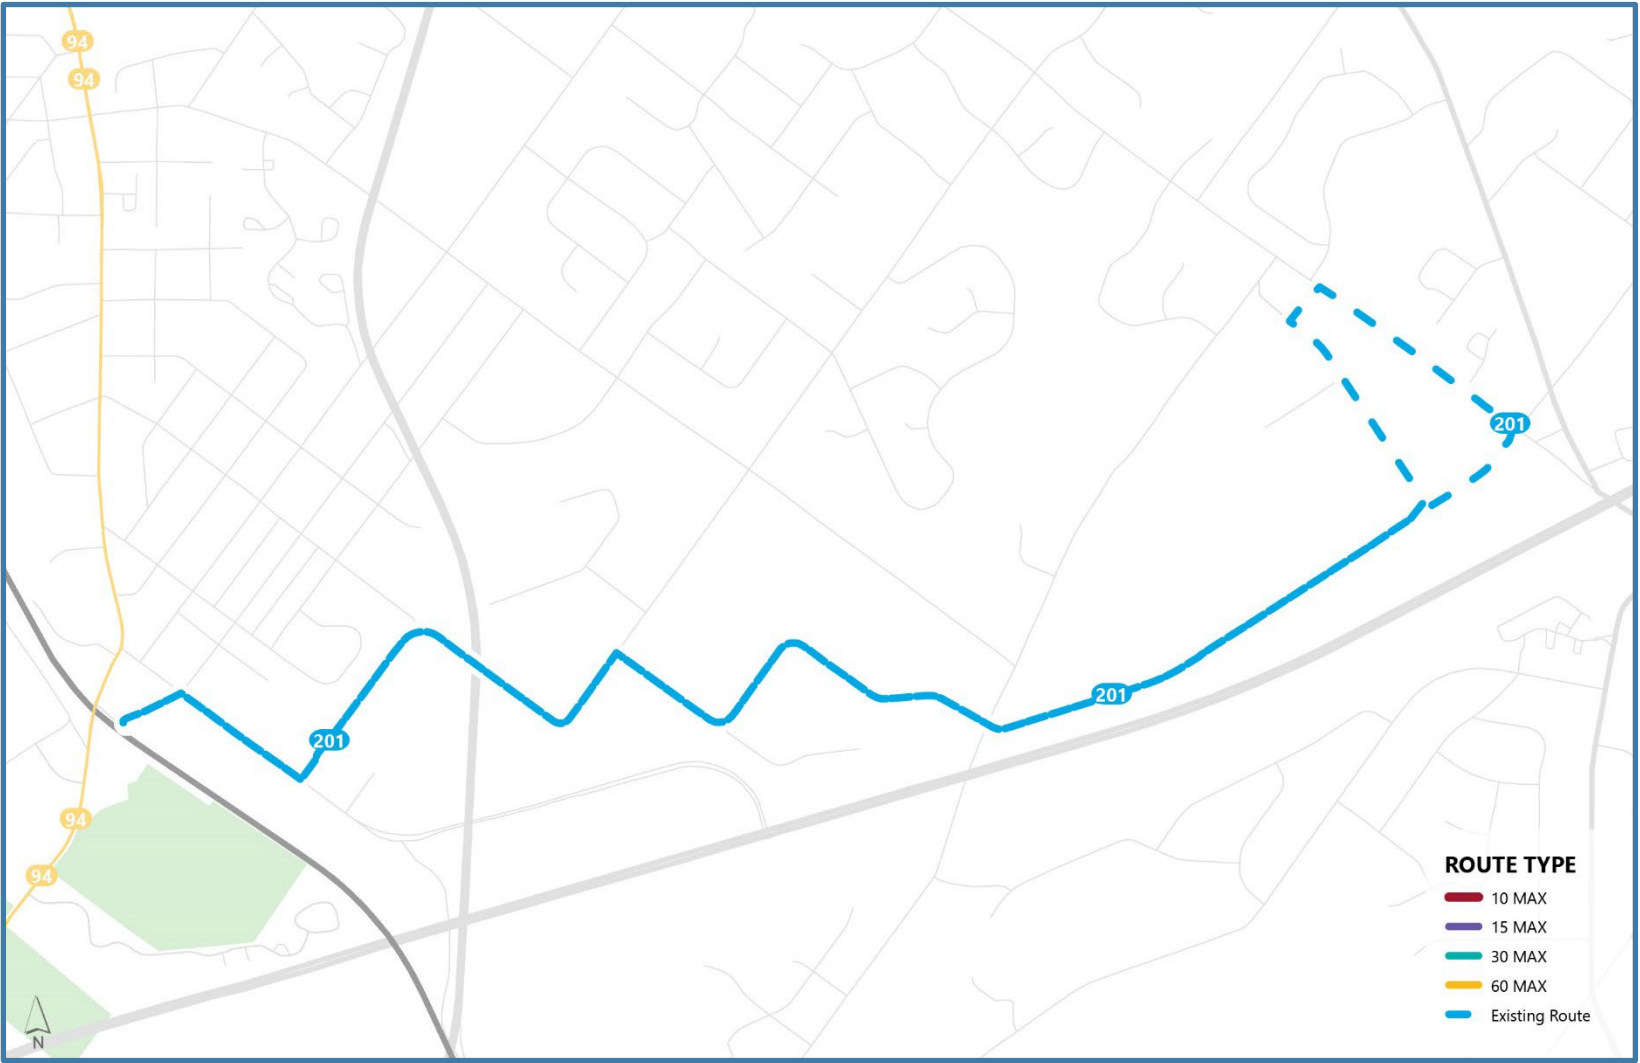 94
94
201
201
201
94
94
ROUTE TYPE
10 MAX
15 MAX
30 MAX
60 MAX
Existing Route
N